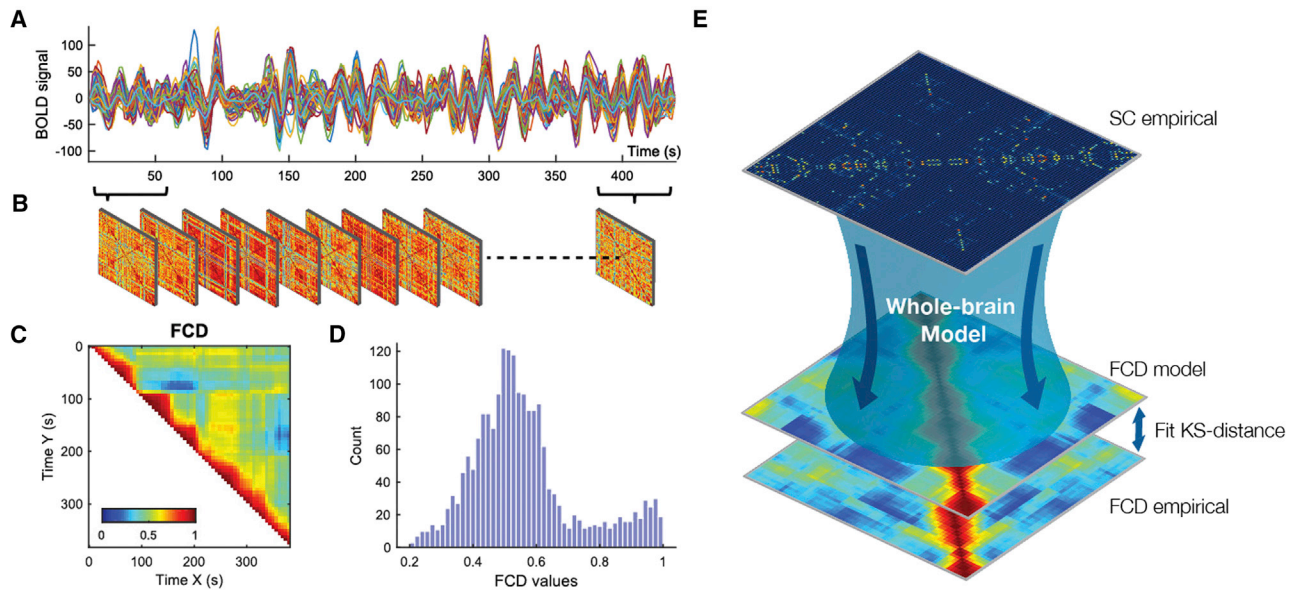 A
BOLD signal
100
50
0
-50
-100
50
100
150
200
250
300
350
400
Time (s)
B
C
FCD
0
100
200
300
Time Y (s)
0
0.5
1
0
100
200
300
Time X (s)
D
Count
120
100
80
60
40
20
0
0.2
0.4
0.6
0.8
1
FCD values
E
SC empirical
Whole-brain
Model
FCD model
Fit KS-distance
FCD empirical